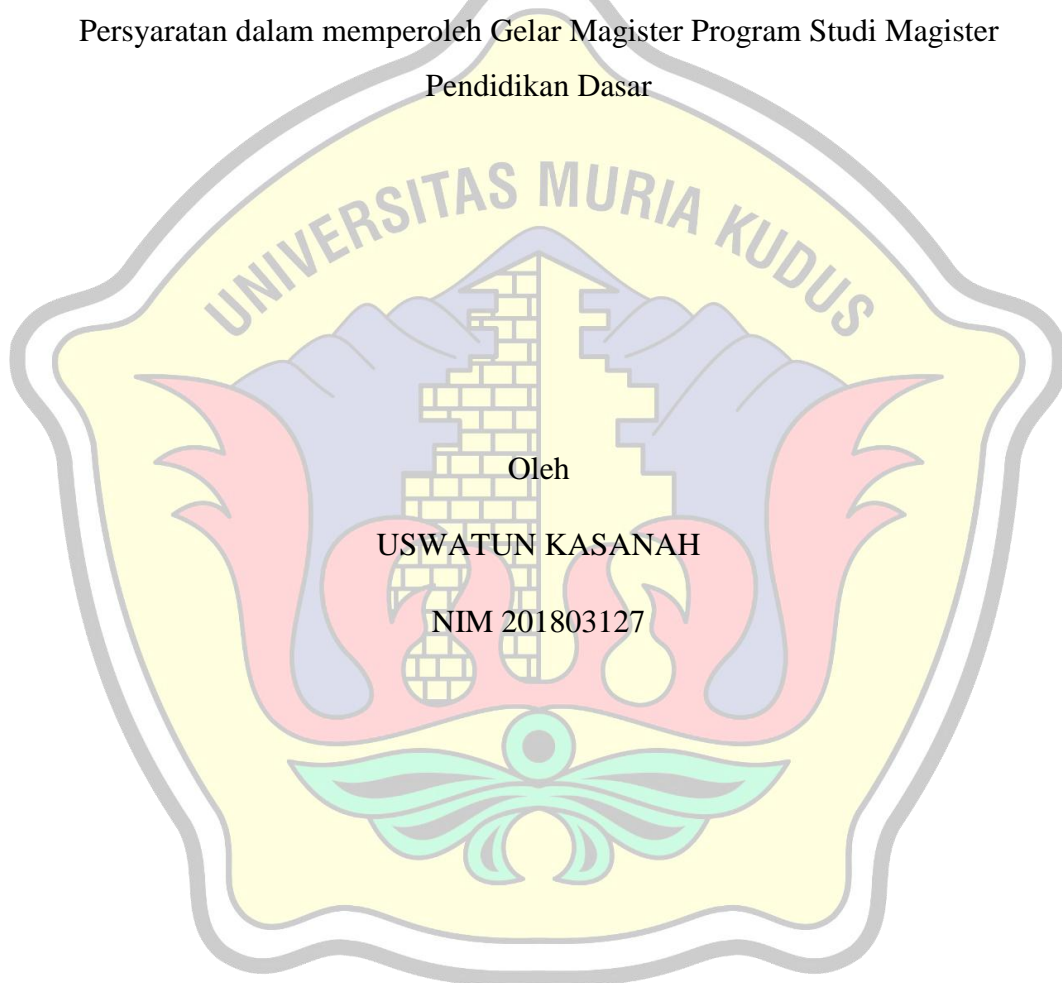 Persyaratan dalam memperoleh Gelar Magister Program Studi Magister
Pendidikan Dasar
UNIVERSITAS MURIA KUDUS
Oleh
USWATUN KASANAH
NIM 201803127